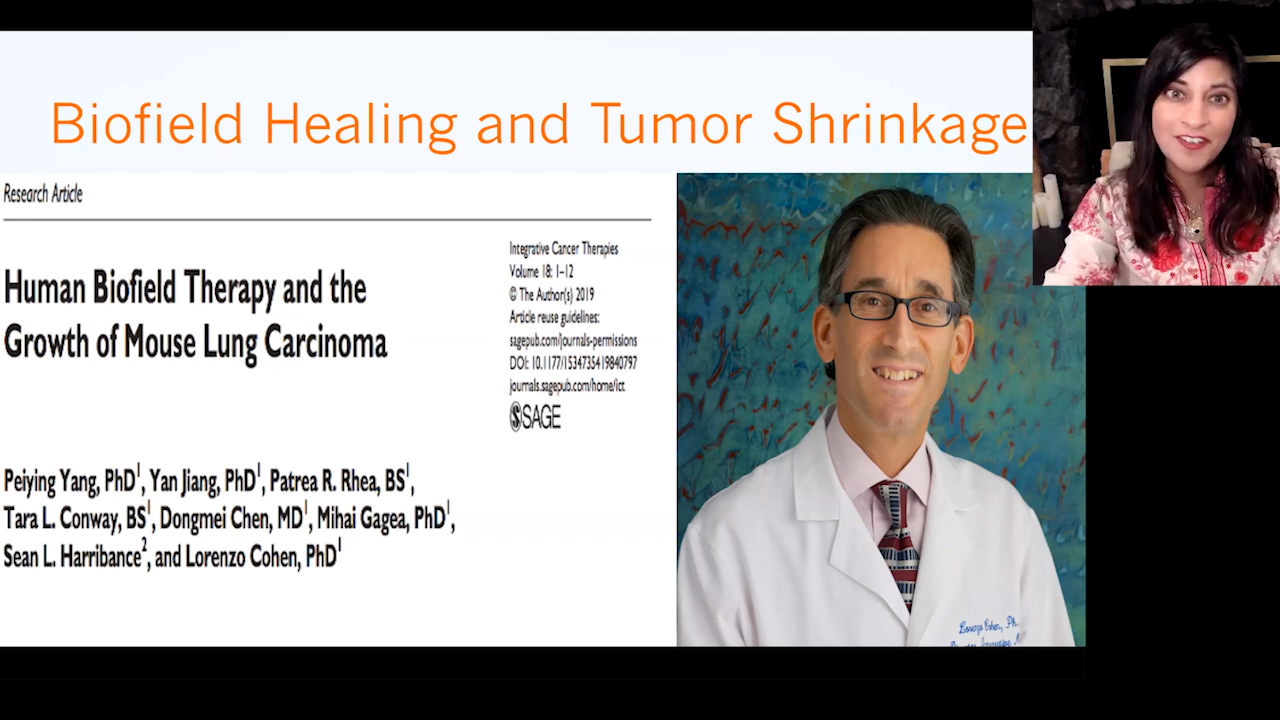 Biofield Healing and Tumor Shrinkage
Research Article
Human Biofield Therapy and the
Growth of Mouse Lung Carcinoma
Integrative Cancer Therapies
Volume 18: 1–12
© The Author(s) 2019
Article reuse guidelines:
sagepub.com/journals-permissions
DOI: 10.1177/1534735419840797
journals.sagepub.com/home/ict
SAGE
Peiying Yang, PhD1, Yan Jiang, PhD1, Patrea R. Rhea, BS1,
Tara L. Conway, BS1, Dongmei Chen, MD1, Mihai Gagea, PhD1,
Sean L. Harribance2, and Lorenzo Cohen, PhD1
Lorenzo Cohen, Ph.